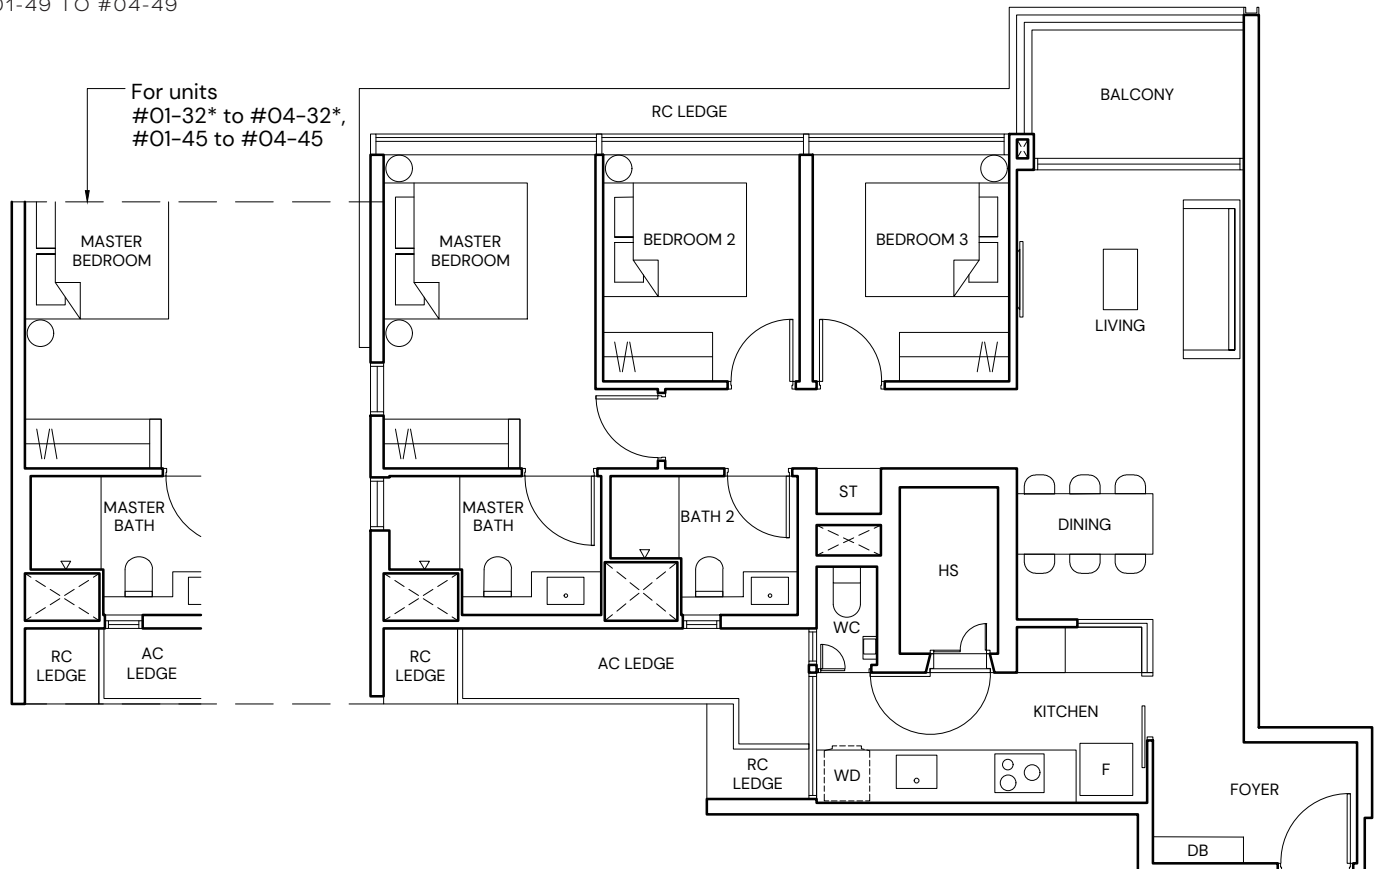 01-49 TO #04-49
For units
#01-32* to #04-32*,
#01-45 to #04-45
RC LEDGE
BALCONY
MASTER
BEDROOM
MASTER
BEDROOM
BEDROOM 2
BEDROOM 3
LIVING
MASTER
BATH
MASTER
BATH
BATH 2
ST
DINING
HS
WC
RC
LEDGE
AC
LEDGE
RC
LEDGE
AC LEDGE
KITCHEN
RC
LEDGE
WD
F
FOYER
DB